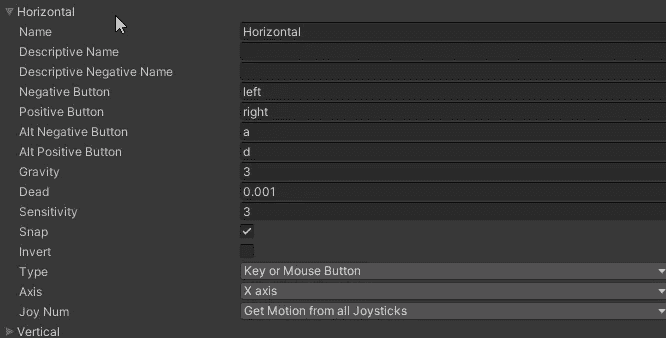 Horizontal
Name Horizontal
Descriptive Name
Descriptive Negative Name
Negative Button left
Positive Button right
Alt Negative Button a
Alt Positive Button d
Gravity 3
Dead 0.001
Sensitivity 3
Snap
Invert
Type Key or Mouse Button
Axis X axis
Joy Num Get Motion from all Joysticks
Vertical